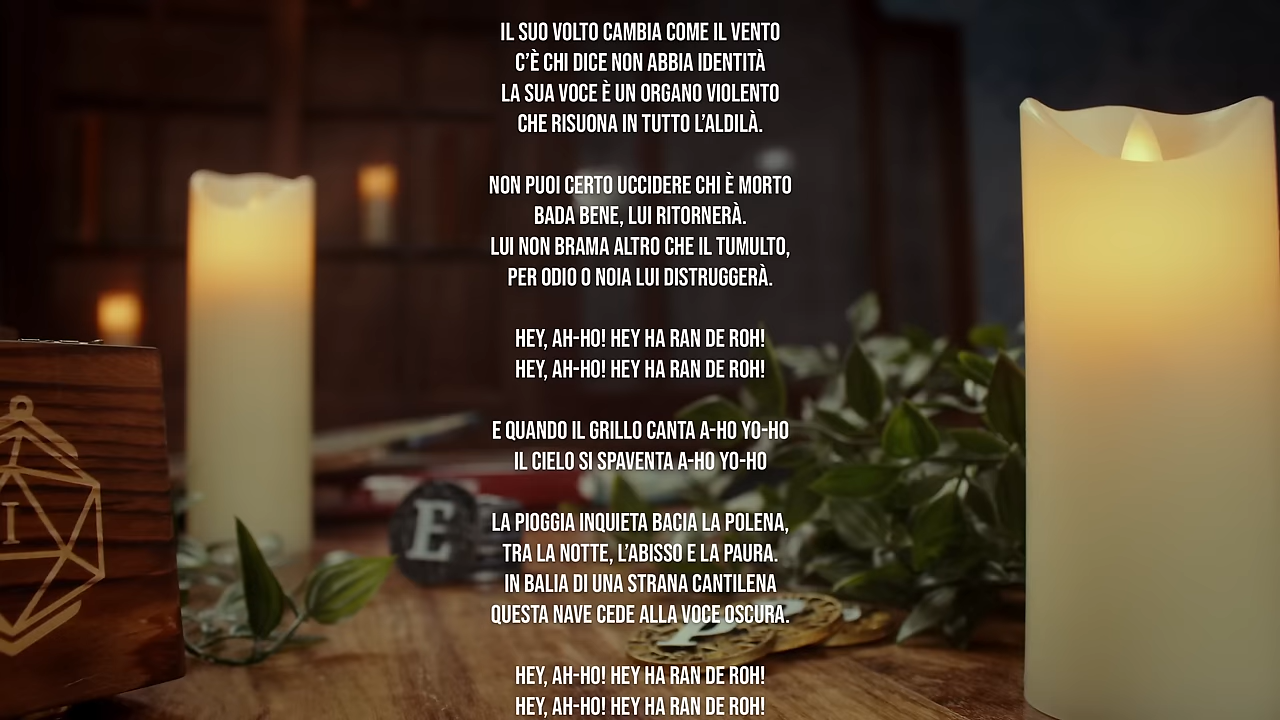 IL SUO VOLTO CAMBIA COME IL VENTO
C'È CHI DICE NON ABBIA IDENTITÀ
LA SUA VOCE È UN ORGANO VIOLENTO
CHE RISUONA IN TUTTO L'ALDILÀ.
NON PUOI CERTO UCCIDERE CHI È MORTO
BADA BENE, LUI RITORNERÀ.
LUI NON BRAMA ALTRO CHE IL TUMULTO,
PER ODIO O NOIA LUI DISTRUGGERÀ.
HEY, AH-HO! HEY HA RAN DE ROH!
HEY, AH-HO! HEY HA RAN DE ROH!
E QUANDO IL GRILLO CANTA A-HO YO-HO
IL CIELO SI SPAVENTA A-HO YO-HO
LA PIOGGIA INQUIETA BACIA LA POLENA,
TRA LA NOTTE, L'ABISSO E LA PAURA.
IN BALIA DI UNA STRANA CANTILENA
QUESTA NAVE CEDE ALLA VOCE OSCURA.
HEY, AH-HO! HEY HA RAN DE ROH!
HEY, AH-HO! HEY HA RAN DE ROH!
I
E